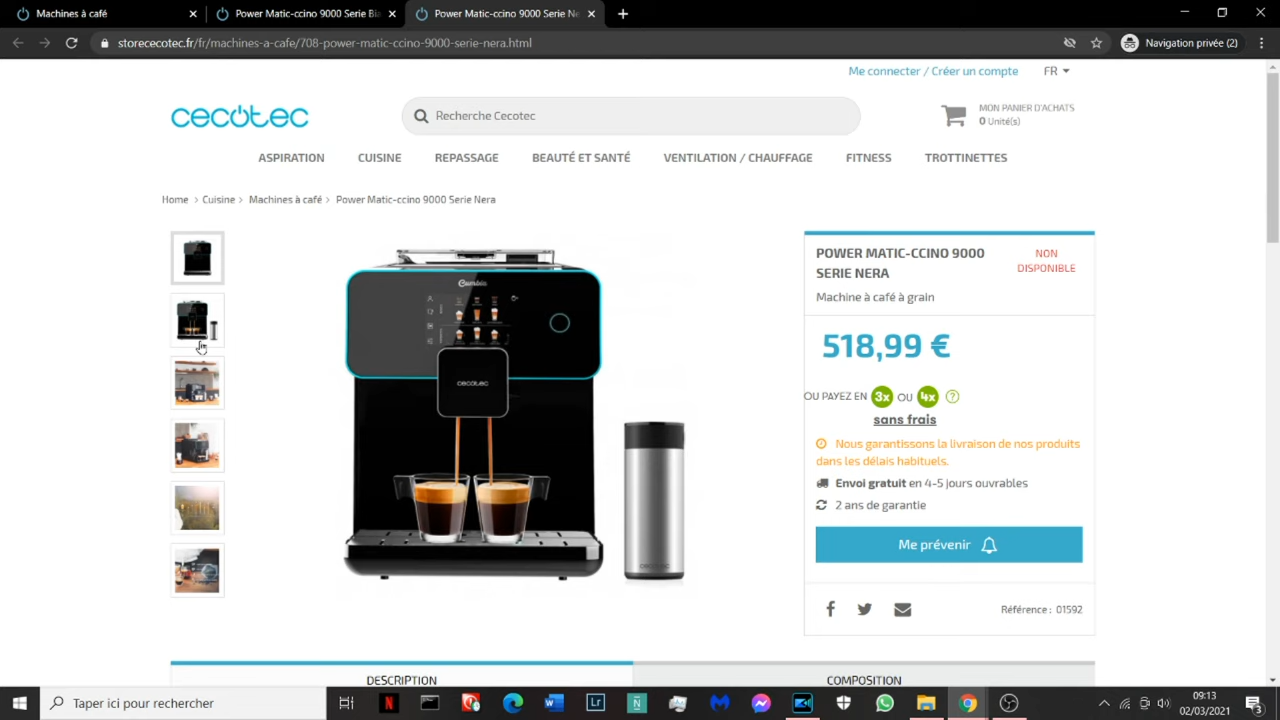 Machines à café
Power Matic-ccino 9000 Serie Bia
Power Matic-ccino 9000 Serie Ne
storececotec.fr/fr/machines-a-cafe/708-power-matic-ccino-9000-serie-nera.html
Navigation privée (2)
Me connecter / Créer un compte
FR
cecotec
Recherche Cecotec
MON PANIER D'ACHATS
0 Unité(s)
ASPIRATION CUISINE REPASSAGE BEAUTÉ ET SANTÉ VENTILATION / CHAUFFAGE FITNESS TROTTINETTES
Home > Cuisine > Machines à café > Power Matic-ccino 9000 Serie Nera
Cumbia
cecotec
cecotec
POWER MATIC-CCINO 9000
SERIE NERA
NON
DISPONIBLE
Machine à café à grain
518,99 €
OU PAYEZ EN 3x OU 4x ?
sans frais
Nous garantissons la livraison de nos produits
dans les délais habituels.
Envoi gratuit en 4-5 jours ouvrables
2 ans de garantie
Me prévenir
Référence : 01592
DESCRIPTION
COMPOSITION
Taper ici pour rechercher
09:13
02/03/2021
3